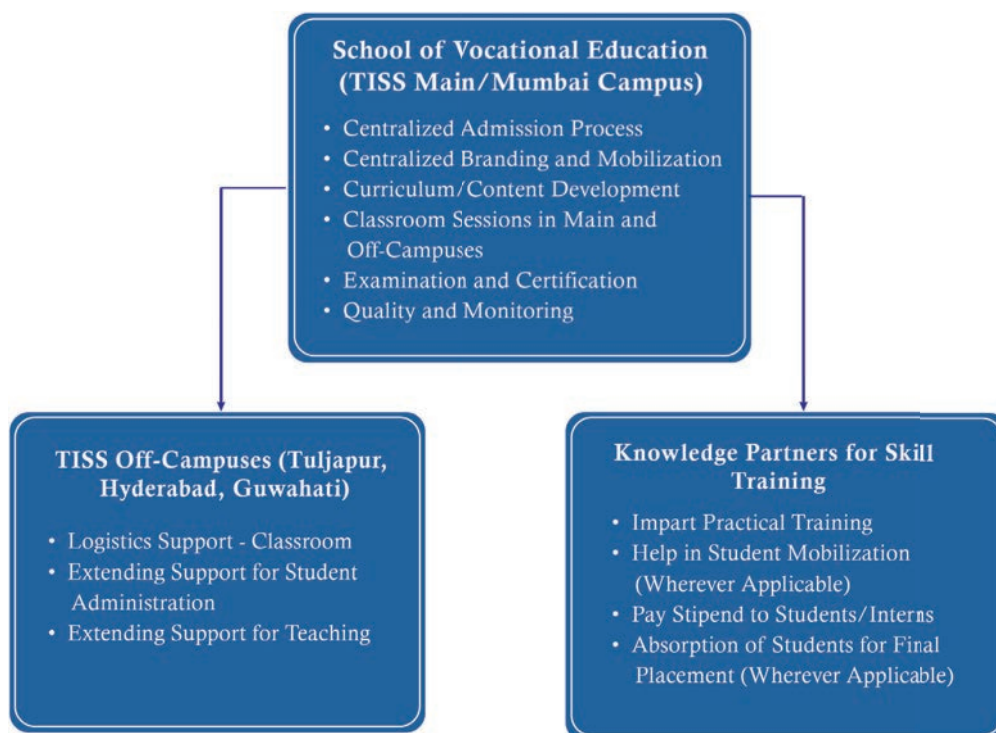 School of Vocational Education
(TISS Main/Mumbai Campus)
• Centralized Admission Process
• Centralized Branding and Mobilization
• Curriculum/Content Development
• Classroom Sessions in Main and
Off-Campuses
• Examination and Certification
• Quality and Monitoring
TISS Off-Campuses (Tuljapur,
Hyderabad, Guwahati)
• Logistics Support - Classroom
• Extending Support for Student
Administration
• Extending Support for Teaching
Knowledge Partners for Skill
Training
• Impart Practical Training
• Help in Student Mobilization
(Wherever Applicable)
• Pay Stipend to Students/Interns
• Absorption of Students for Final
Placement (Wherever Applicable)